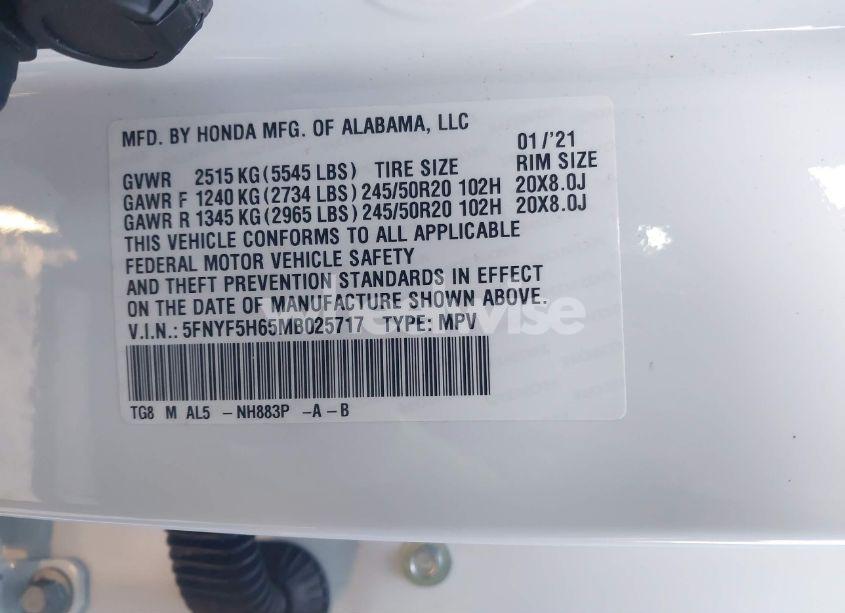 MFD. BY HONDA MFG. OF ALABAMA, LLC 01/'21
GVWR 2515 KG (5545 LBS) TIRE SIZE RIM SIZE
GAWR F 1240 KG (2734 LBS) 245/50R20 102H 20X8.0J
GAWR R 1345 KG (2965 LBS) 245/50R20 102H 20X8.0J
THIS VEHICLE CONFORMS TO ALL APPLICABLE
FEDERAL MOTOR VEHICLE SAFETY
AND THEFT PREVENTION STANDARDS IN EFFECT
ON THE DATE OF MANUFACTURE SHOWN ABOVE.
V.I.N.: 5FNYF5H65MB025717 TYPE: MPV
TG8 M AL5 -NH883P -A-B